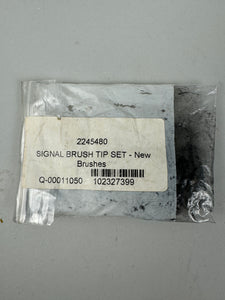 2245480
SIGNAL BRUSH TIP SET - New
Brushes
Q-00011050 102327399